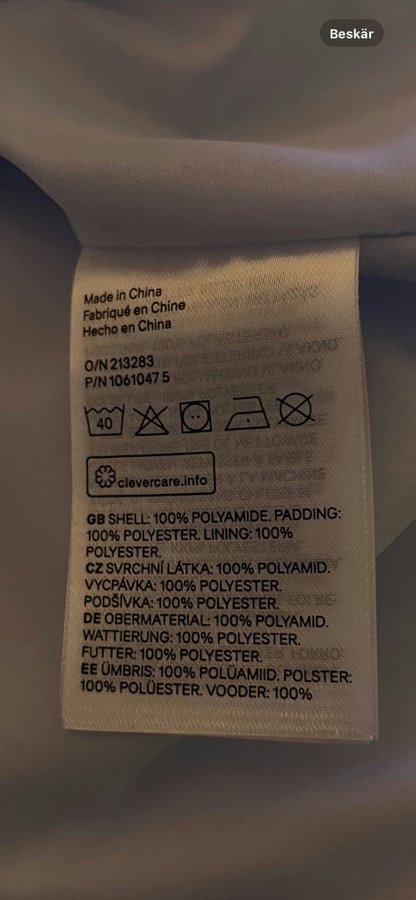 Beskär
Made in China
Fabriqué en Chine
Hecho en China
O/N 213283
P/N 10610475
40
clevercare.info
GB SHELL: 100% POLYAMIDE. PADDING:
100% POLYESTER. LINING: 100%
POLYESTER.
CZ SVRCHNÍ LÁTKA: 100% POLYAMID.
VYCPÁVKA: 100% POLYESTER.
PODŠÍVKA: 100% POLYESTER.
DE OBERMATERIAL: 100% POLYAMID.
WATTIERUNG: 100% POLYESTER.
FUTTER: 100% POLYESTER.
EE ÜMBRIS: 100% POLÜAMIID. POLSTER:
100% POLÜESTER. VOODER: 100%